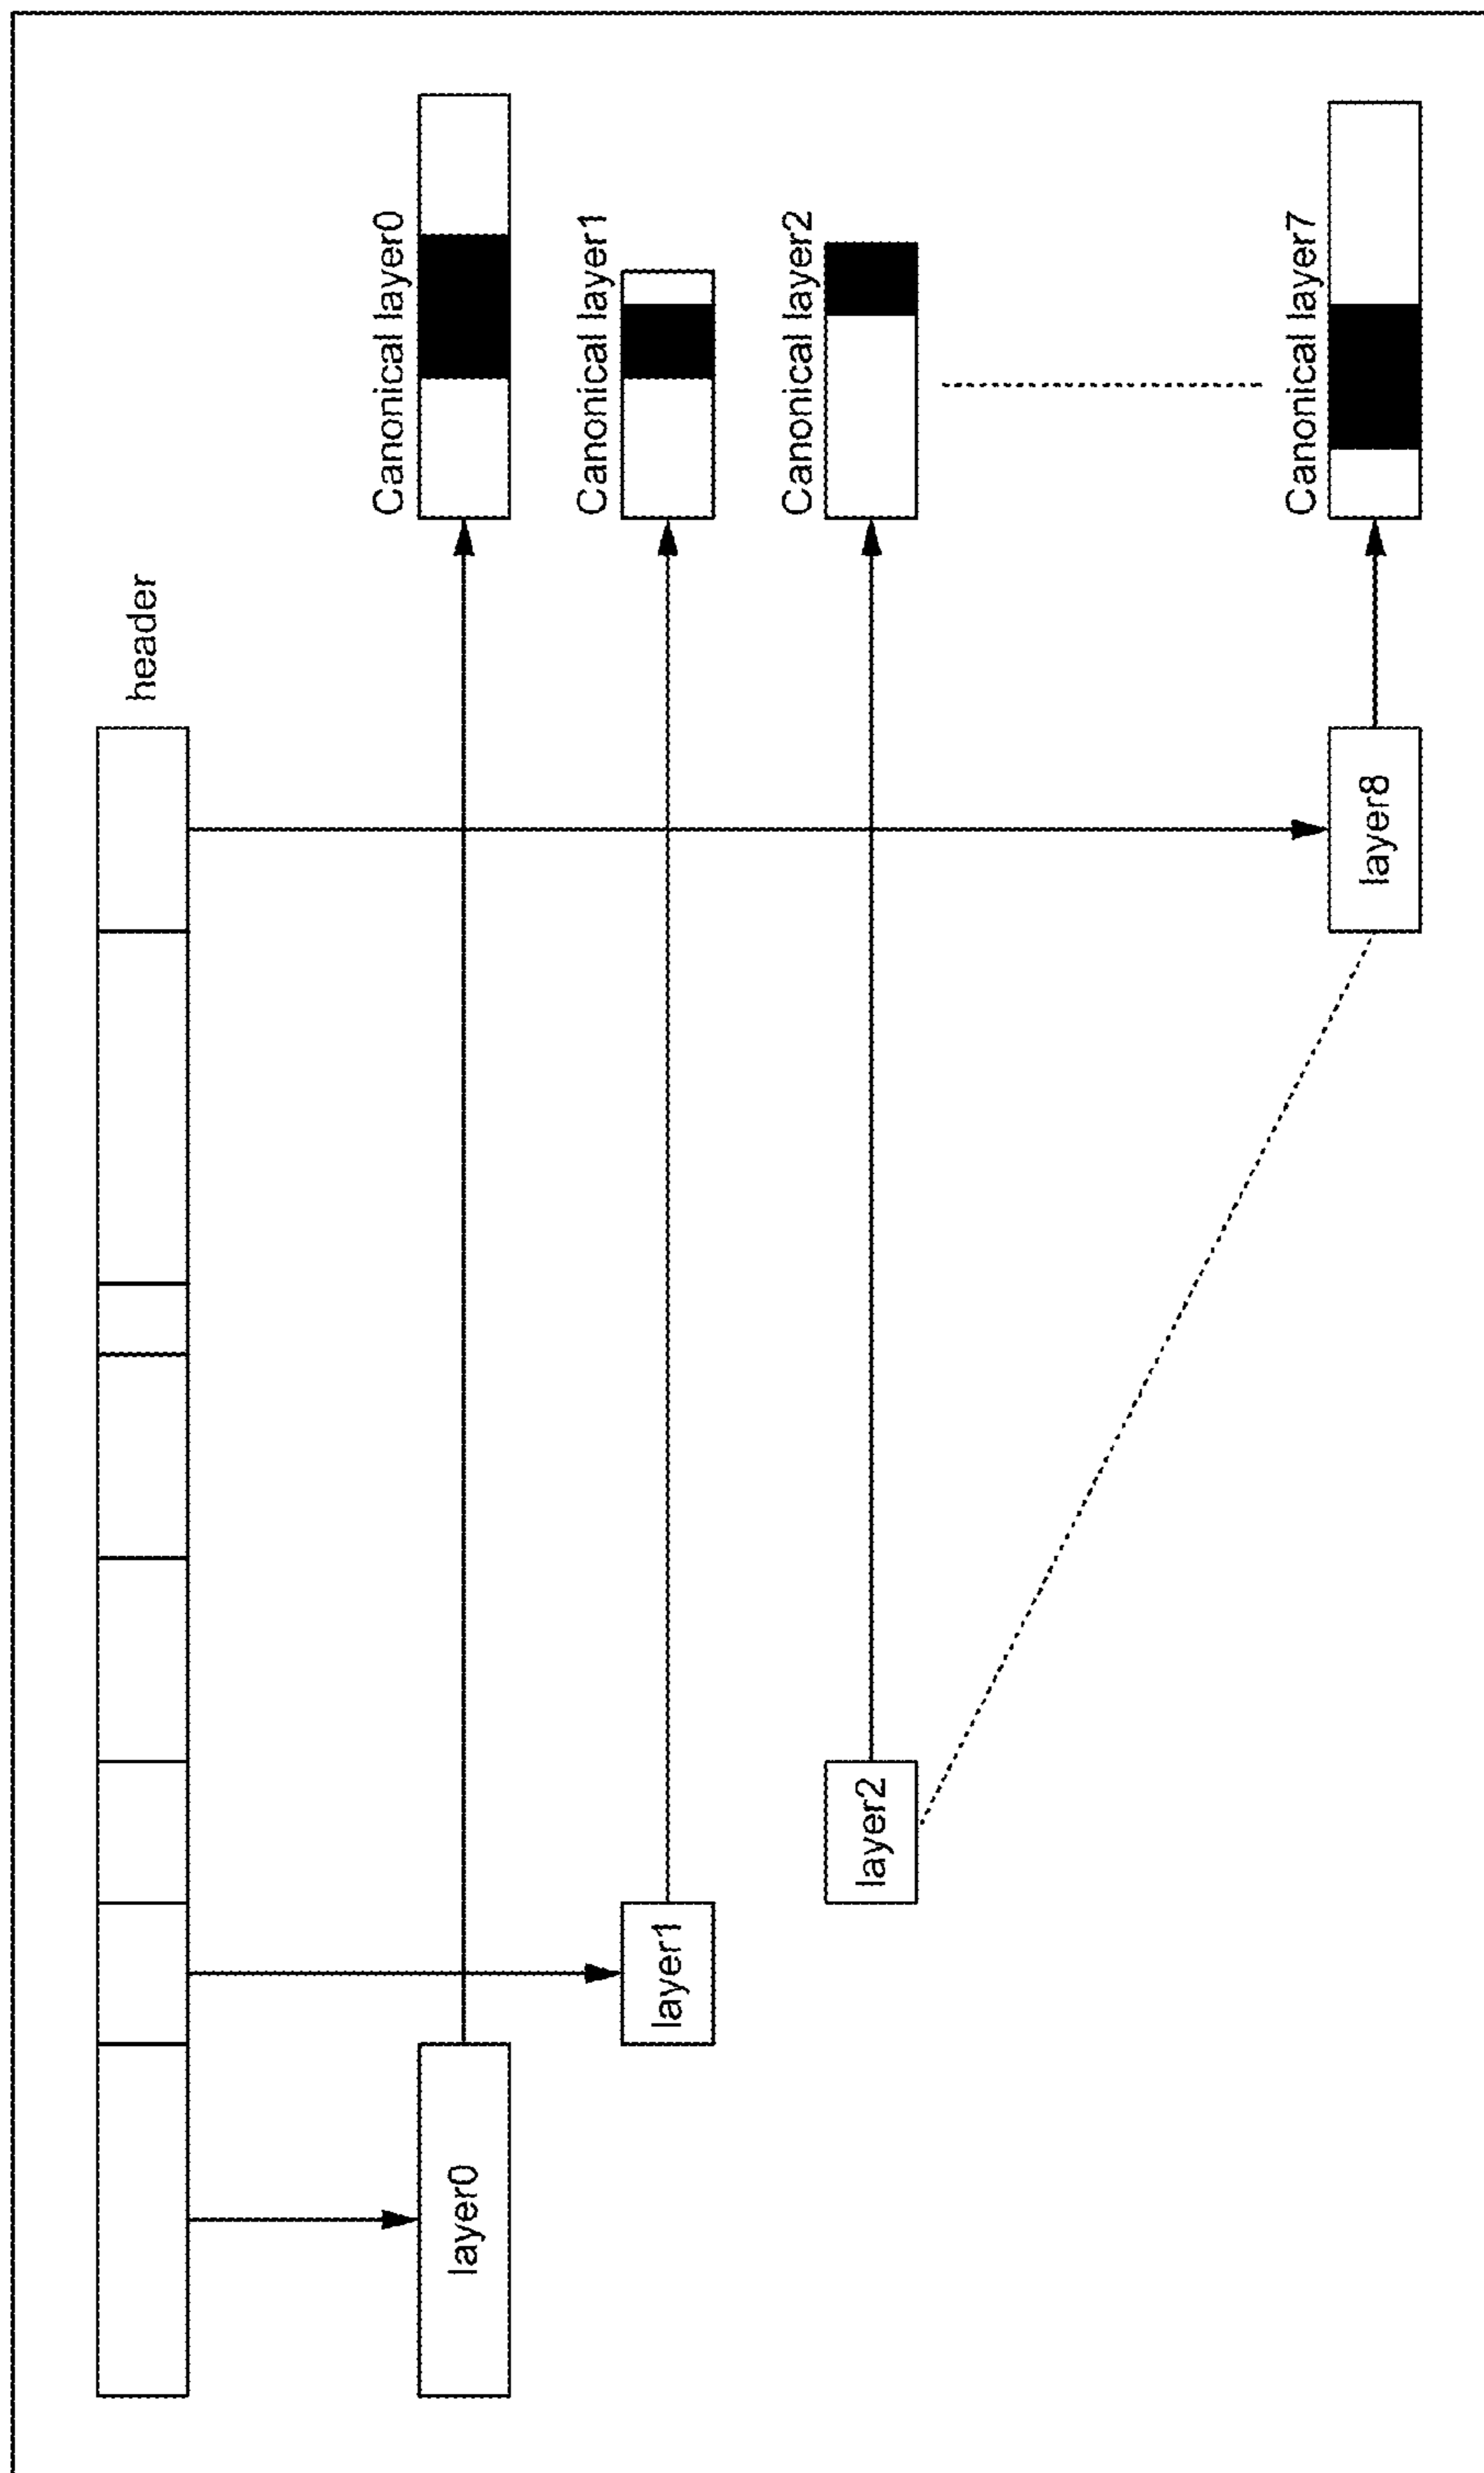 header
layer0
Canonical layer0
layer1
Canonical layer1
layer2
Canonical layer2
layer8
Canonical layer7